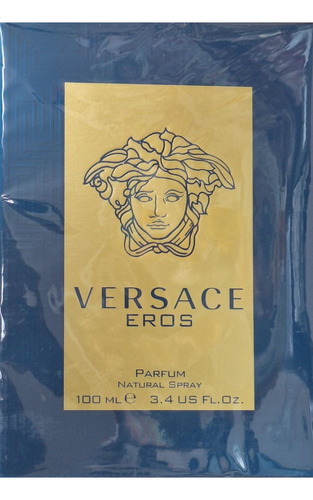 VERSACE
EROS
PARFUM
NATURAL SPRAY
100 ML ℮ 3.4 US FL.OZ.